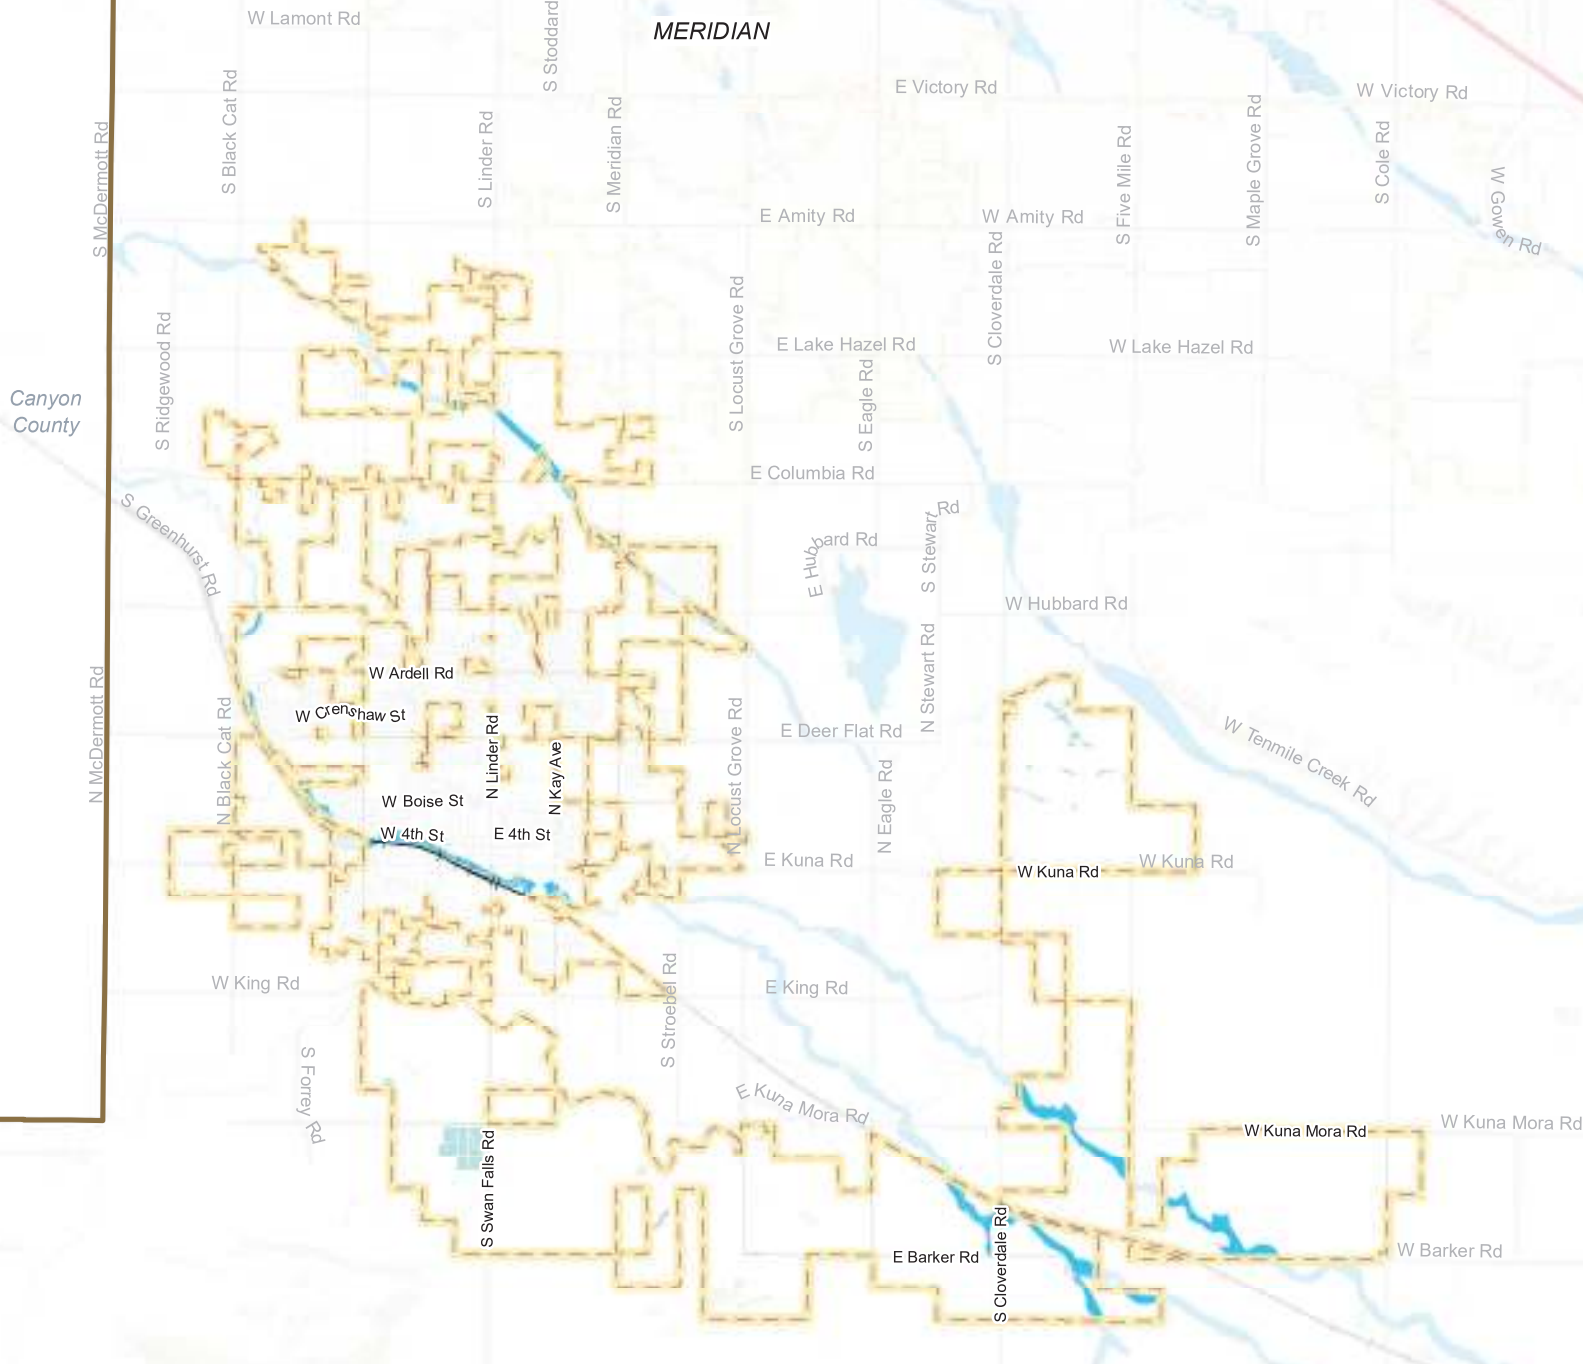 W Lamont Rd
MERIDIAN
S Stoddard
E Victory Rd
W Victory Rd
S Black Cat Rd
S McDermott Rd
S Linder Rd
S Meridian Rd
S Five Mile Rd
S Maple Grove Rd
S Cole Rd
W Gowen Rd
E Amity Rd
W Amity Rd
S Cloverdale Rd
S Ridgewood Rd
S Locust Grove Rd
E Lake Hazel Rd
W Lake Hazel Rd
S Eagle Rd
Canyon
County
E Columbia Rd
S Greenhurst Rd
S Stewart Rd
E Hubbard Rd
W Hubbard Rd
N Stewart Rd
W Ardell Rd
N McDermott Rd
N Black Cat Rd
W Crenshaw St
N Linder Rd
N Kay Ave
N Locust Grove Rd
E Deer Flat Rd
W Tenmile Creek Rd
N Eagle Rd
W Boise St
W 4th St
E 4th St
E Kuna Rd
W Kuna Rd
W Kuna Rd
W King Rd
S Stroebel Rd
E King Rd
S Forrey Rd
E Kuna Mora Rd
W Kuna Mora Rd
W Kuna Mora Rd
S Swan Falls Rd
E Barker Rd
S Cloverdale Rd
W Barker Rd